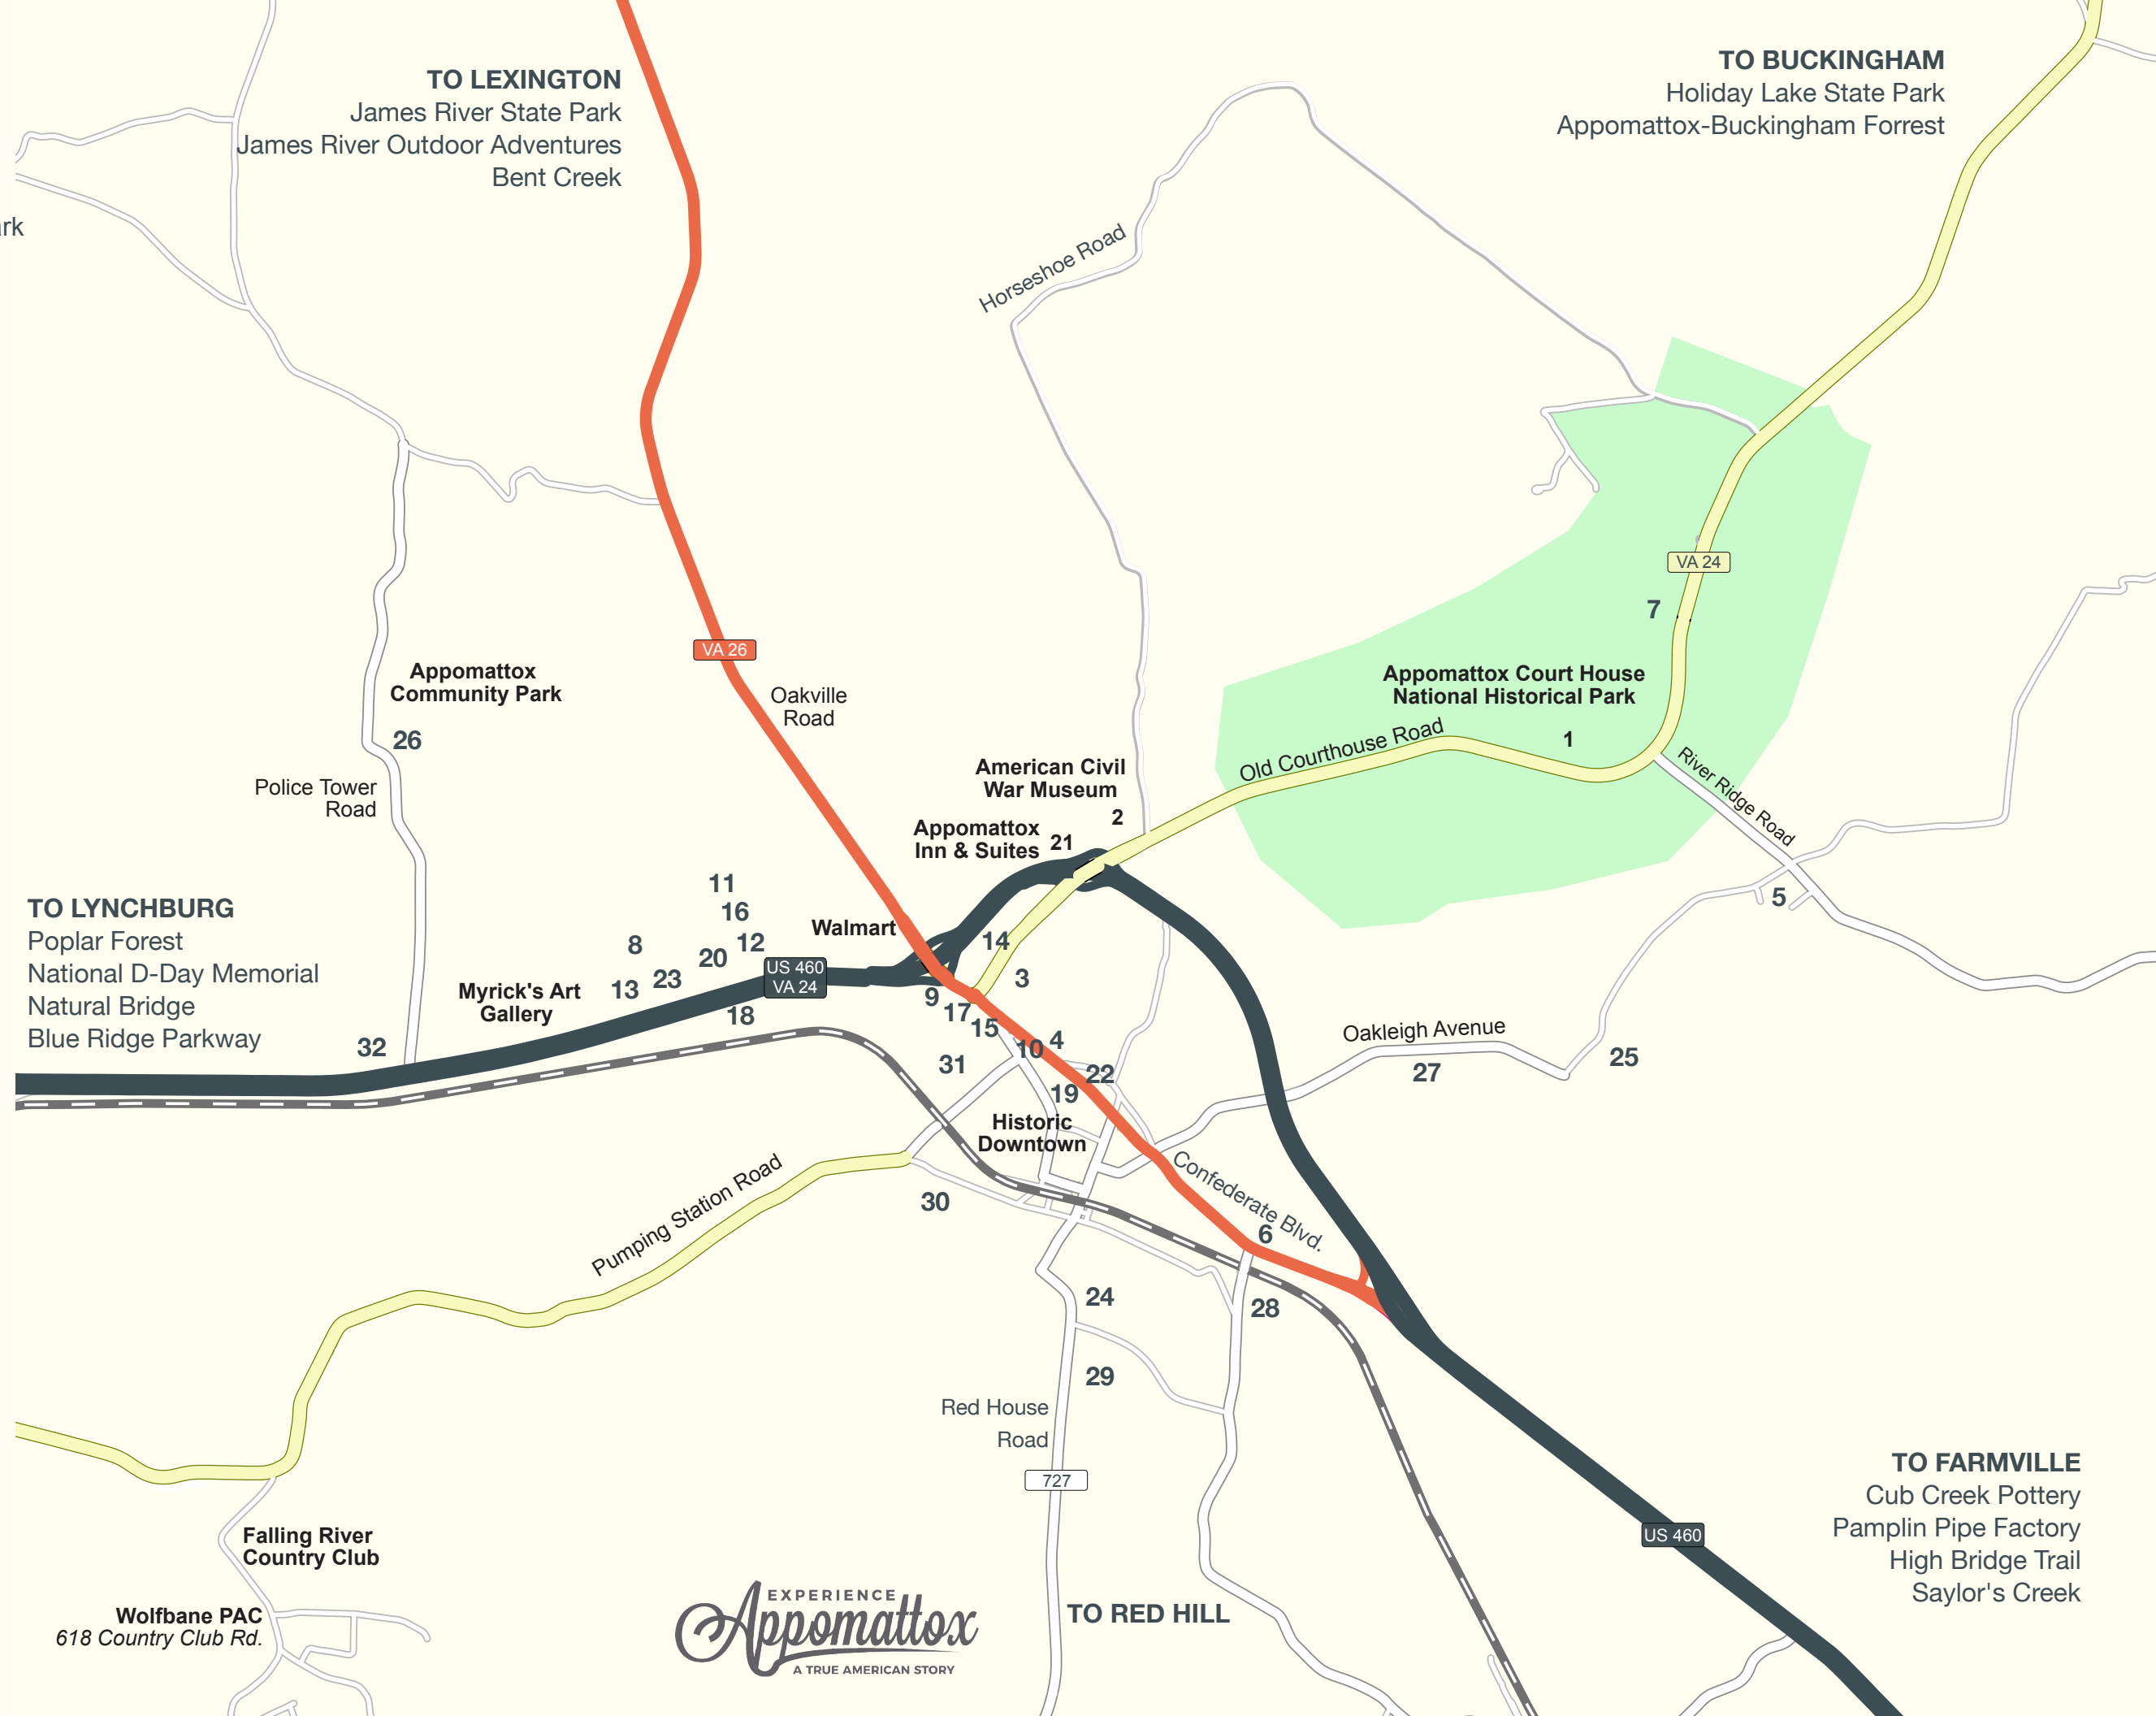 TO LEXINGTON
James River State Park
James River Outdoor Adventures
Bent Creek
TO BUCKINGHAM
Holiday Lake State Park
Appomattox-Buckingham Forrest
rk
Horseshoe Road
VA 24
7
VA 26
Appomattox
Community Park
26
Oakville
Road
Appomattox Court House
National Historical Park
1
Old Courthouse Road
River Ridge Road
Police Tower
Road
American Civil
War Museum
2
Appomattox
Inn & Suites
21
11
16
12
8
20
23
13
18
Walmart
US 460
VA 24
14
3
5
TO LYNCHBURG
Poplar Forest
National D-Day Memorial
Natural Bridge
Blue Ridge Parkway
Myrick's Art
Gallery
32
9
17
15
10
4
31
22
19
Oakleigh Avenue
27
25
Historic
Downtown
Confederate Blvd.
6
Pumping Station Road
30
24
28
29
Red House
Road
727
TO FARMVILLE
Cub Creek Pottery
Pamplin Pipe Factory
High Bridge Trail
Saylor's Creek
US 460
Falling River
Country Club
Wolfbane PAC
618 Country Club Rd.
EXPERIENCE
Appomattox
A TRUE AMERICAN STORY
TO RED HILL